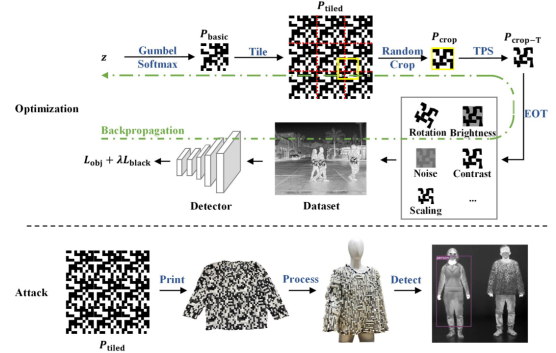 P_basic
P_tiled
P_crop
P_crop−T
z
Gumbel
Softmax
Tile
Random
Crop
TPS
Optimization
EOT
Backpropagation
Rotation
Brightness
Noise
Contrast
Scaling
...
L_obj + λL_black
Detector
Dataset
Attack
Print
Process
Detect
P_tiled